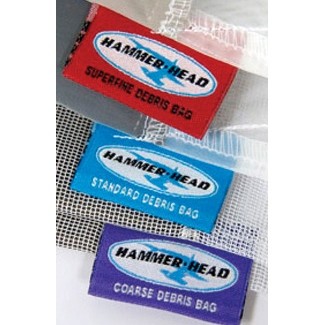 HAMMER-HEAD
SUPERFINE DEBRIS BAG
HAMMER-HEAD
STANDARD DEBRIS BAG
HAMMER-HEAD
COARSE DEBRIS BAG